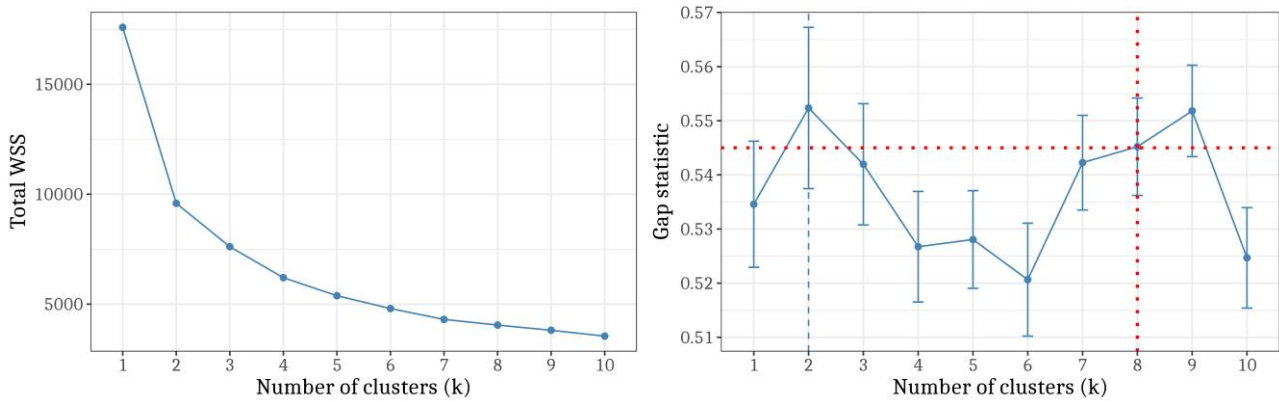 Total WSS
15000
10000
5000
1 2 3 4 5 6 7 8 9 10
Number of clusters (k)
Gap statistic
0.57
0.56
0.55
0.54
0.53
0.52
0.51
1 2 3 4 5 6 7 8 9 10
Number of clusters (k)